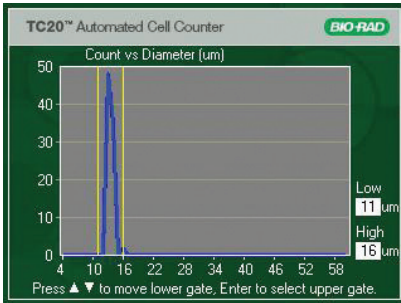 TC20™ Automated Cell Counter
BIO-RAD
Count vs Diameter (um)
50
40
30
20
10
0
4 10 16 22 28 34 40 46 52 58
Low
11 um
High
16 um
Press ▲ ▼ to move lower gate, Enter to select upper gate.